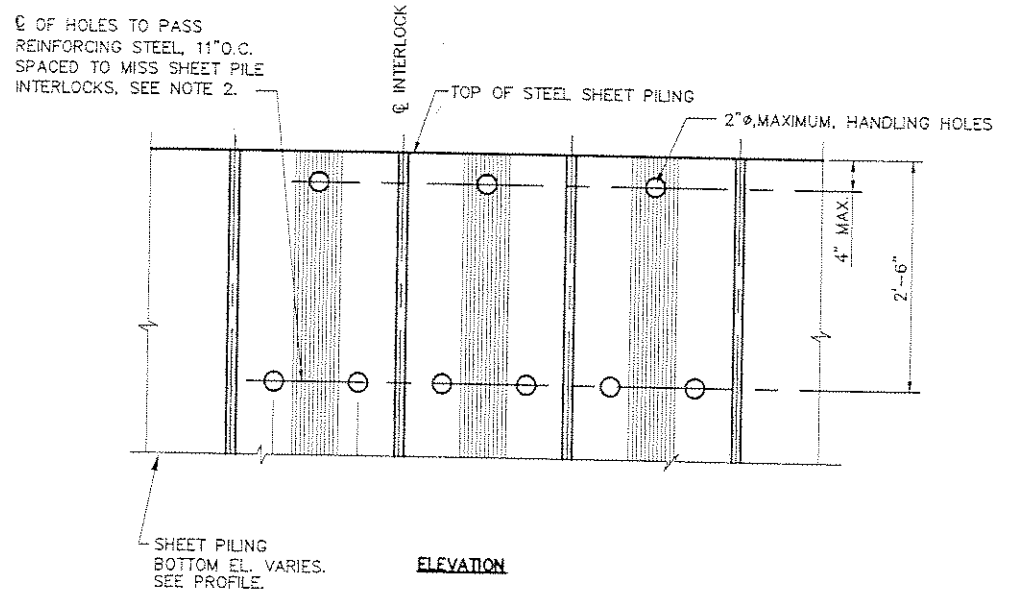 ℄ OF HOLES TO PASS
REINFORCING STEEL, 11"O.C.
SPACED TO MISS SHEET PILE
INTERLOCKS, SEE NOTE 2.
℄ INTERLOCK
TOP OF STEEL SHEET PILING
2"ø,MAXIMUM, HANDLING HOLES
4" MAX.
2'-6"
SHEET PILING
BOTTOM EL. VARIES.
SEE PROFILE.
ELEVATION